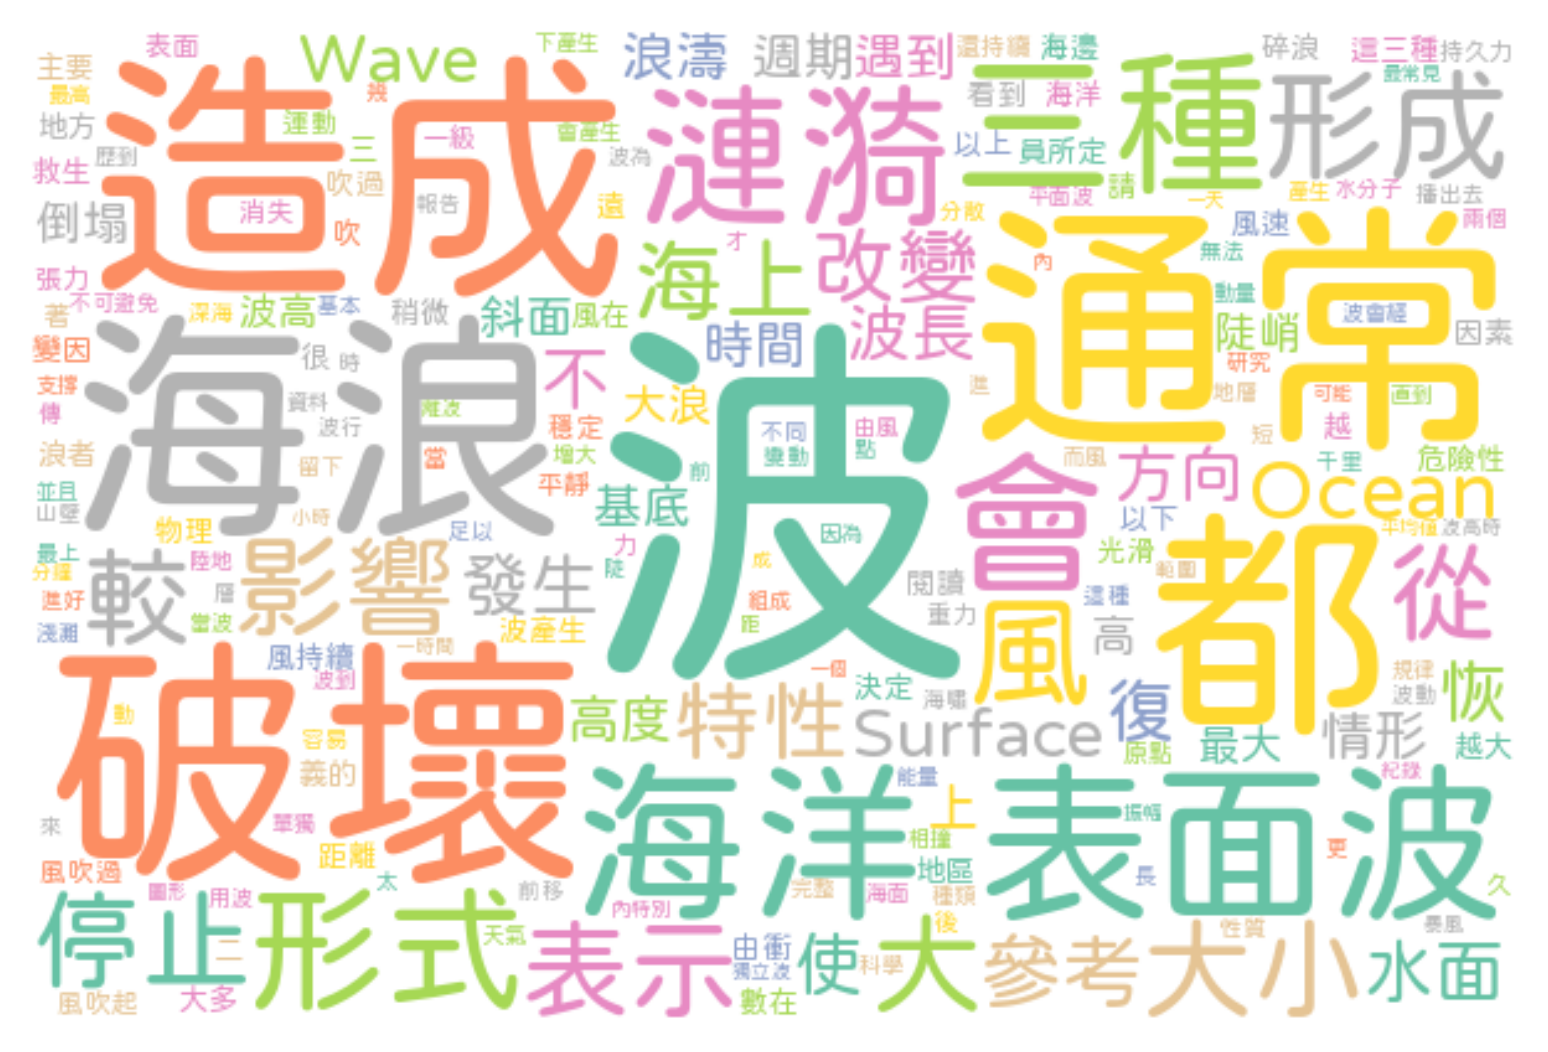 表面
Wave
下產生
浪濤
週期
遇到
還持續
海邊
碎浪
這三種
持久力
主要
最高
造成
幾
漣漪
看到
海洋
三種
形成
最常見
地方
運動
一級
會產生
以上
員所定
救生
歷到
三
波為
吹過
報告
平面波
請
產生
水分子
播出去
倒塌
消失
吹
遠
分散
一天
風速
兩個
海上
才
改變
內
通常
無法
張力
不可避免
著
深海
波高
基本
稍微
斜面
風在
動量
波會經
時間
波長
陡峭
因素
變因
海浪
很
時
不
波
研究
支撐
傳
資料
離波
大浪
進
地層
可能
直到
波行
穩定
不同
變動
由風
點
短
越
浪者
留下
當
增大
平靜
前
會
而風
方向
千里
危險性
並且
山壁
物理
小時
足以
基底
因為
以下
Ocean
平均值
波高時
最上
分鐘
較
陸地
影響
發生
力
陡
成
閱讀
光滑
範圍
都
從
進好
層
淺灘
當波
波產生
組成
距
重力
風
這種
高
一時間
風持續
波到
破壞
一個
決定
海嘯
復
規律
波動
恢
動
容易
義的
高度
特性
Surface
原點
最大
情形
越大
來
單獨
距離
海洋
能量
上
表面波
振幅
紀錄
相撞
地區
更
風吹過
太
圖形
用波
前移
完整
海面
種類
長
久
停止
形式
內特別
後
性質
暴風
二
天氣
表示
由衝
獨立波
使
科學
大
參考
大小
水面
風吹起
大多
數在